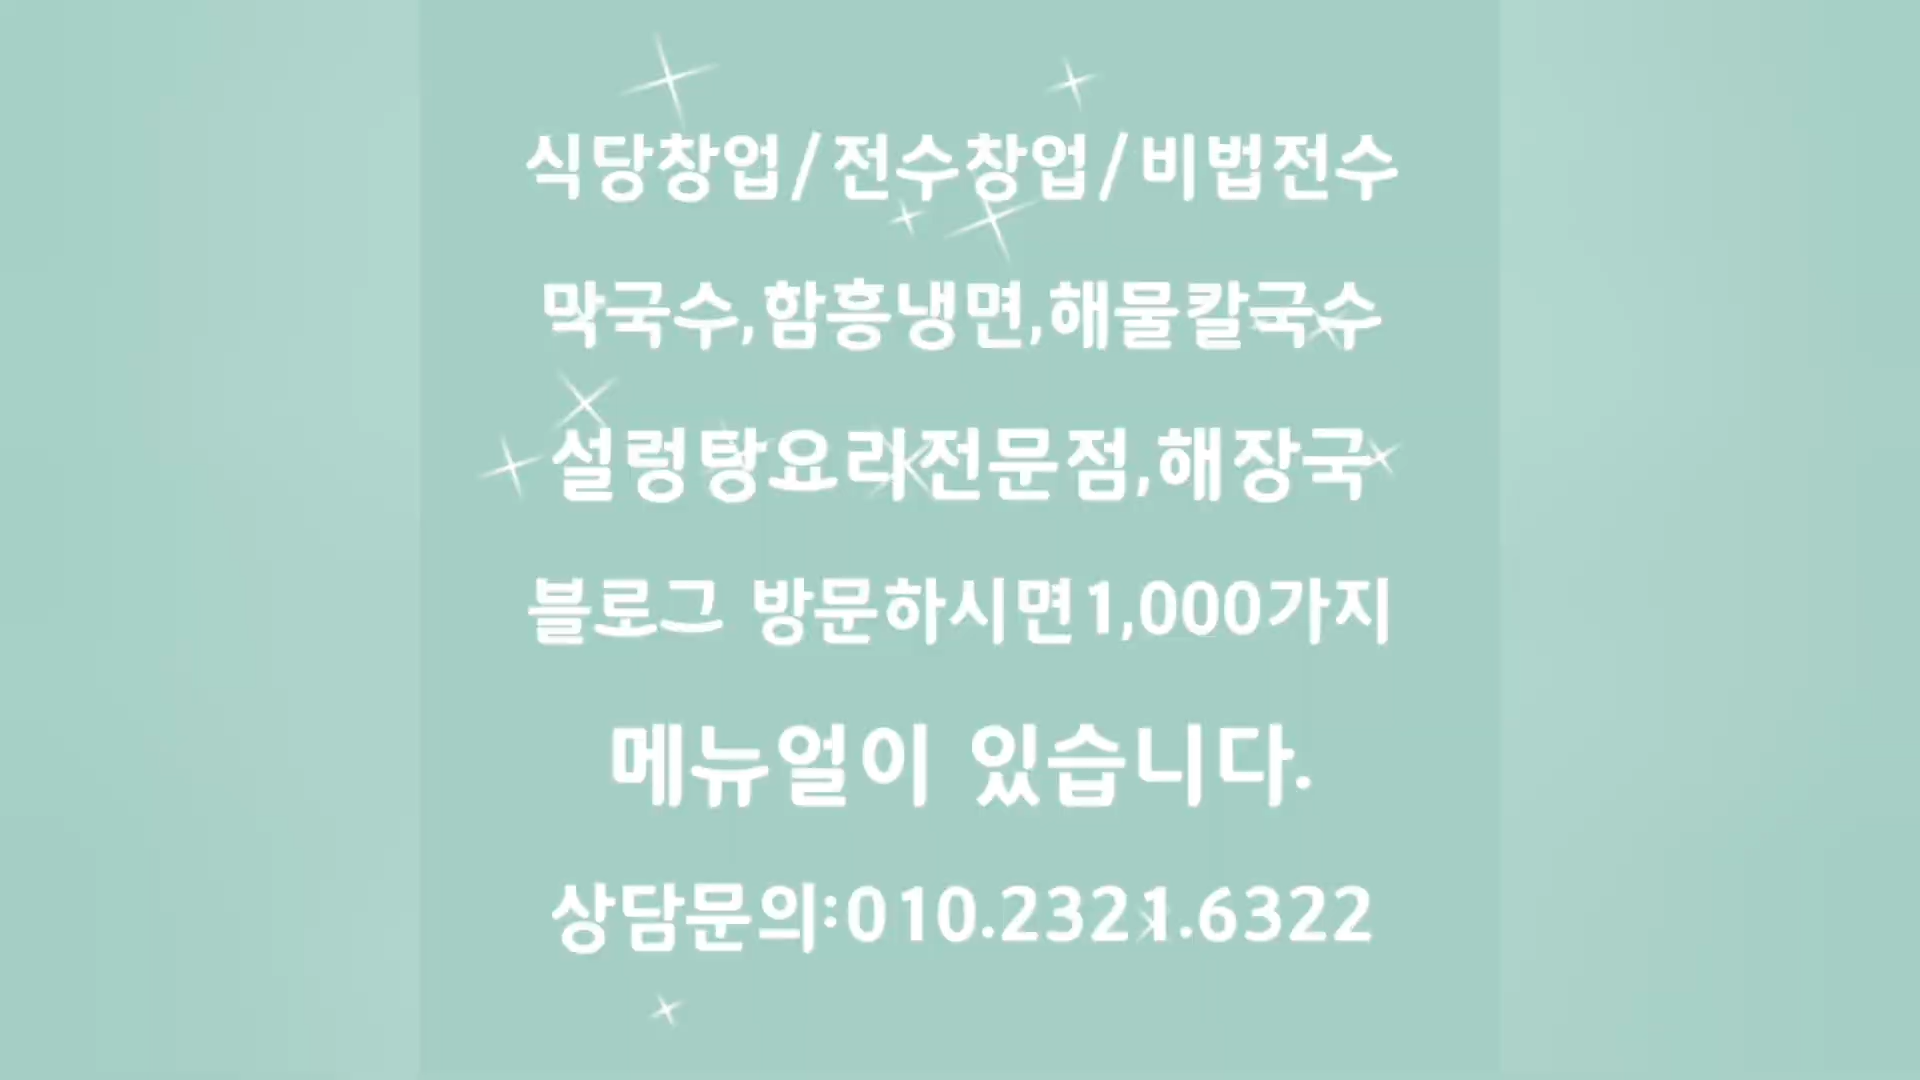 식당창업/전수창업/비법전수
막국수,함흥냉면,해물칼국수
설렁탕요리전문점,해장국
블로그 방문하시면1,000가지
메뉴얼이 있습니다.
상담문의:010.2321.6322